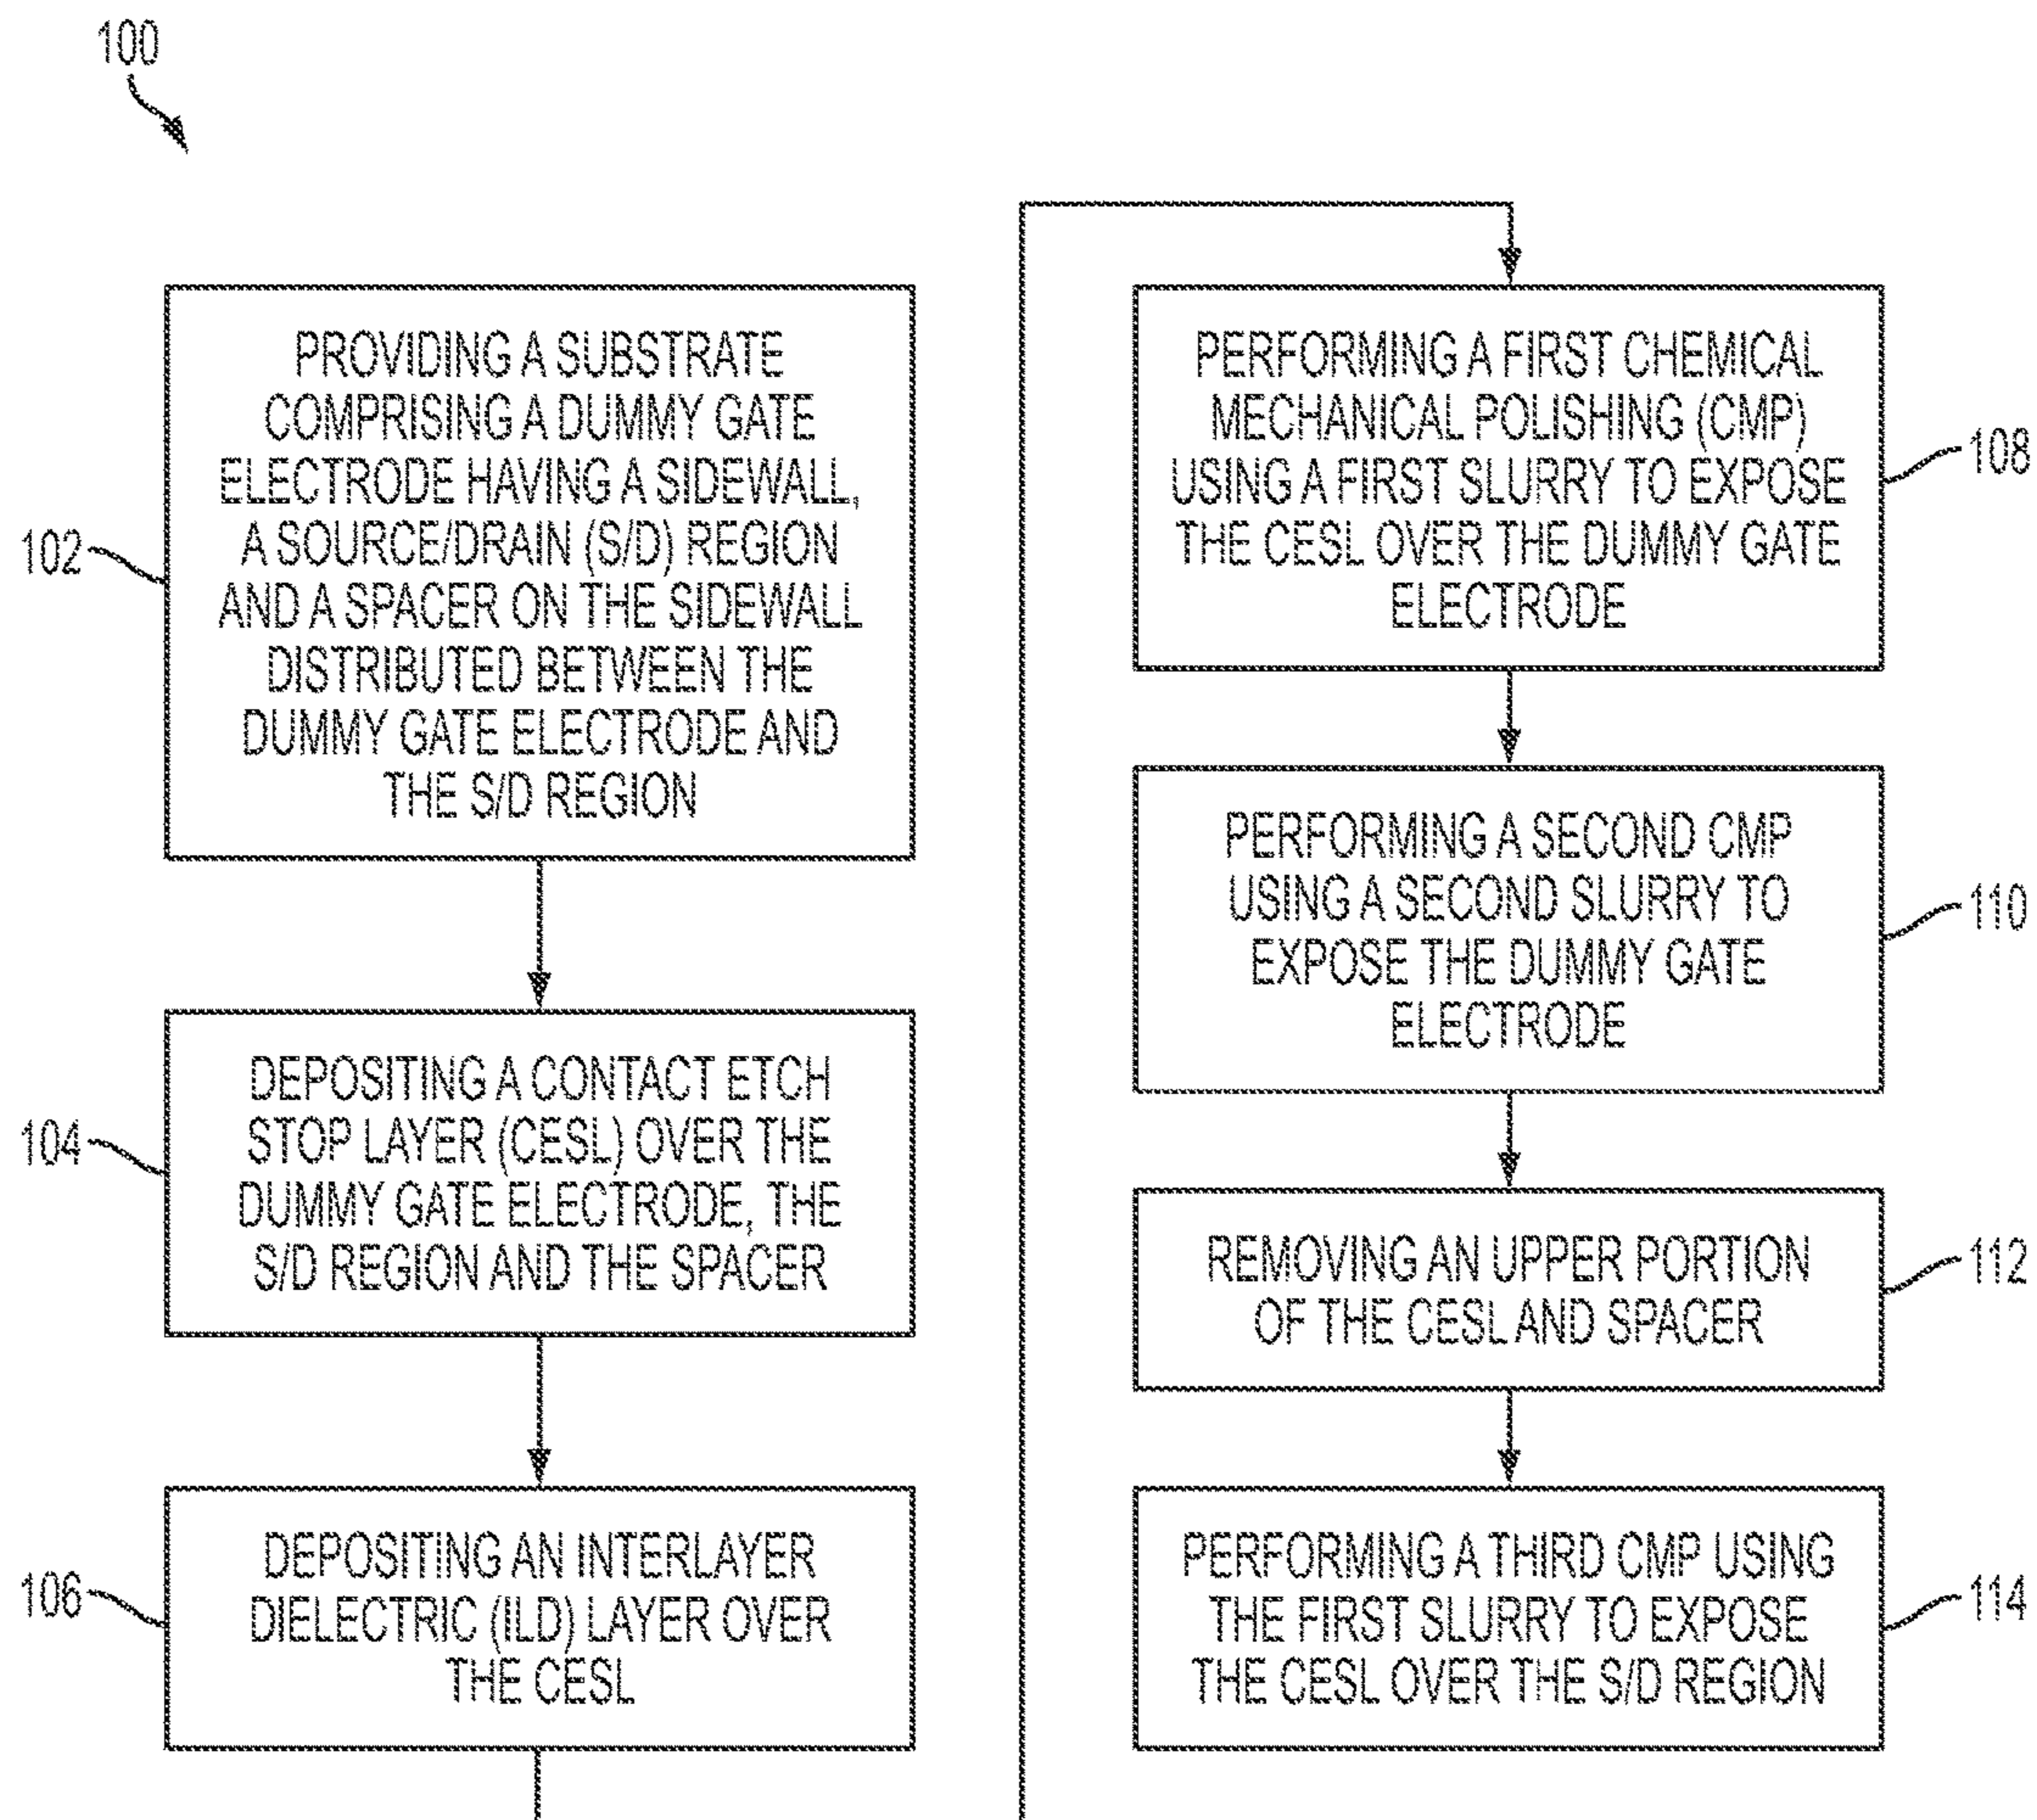 100
PROVIDING A SUBSTRATE
COMPRISING A DUMMY GATE
ELECTRODE HAVING A SIDEWALL,
A SOURCE/DRAIN (S/D) REGION
AND A SPACER ON THE SIDEWALL
DISTRIBUTED BETWEEN THE
DUMMY GATE ELECTRODE AND
THE S/D REGION
102
DEPOSITING A CONTACT ETCH
STOP LAYER (CESL) OVER THE
DUMMY GATE ELECTRODE, THE
S/D REGION AND THE SPACER
104
DEPOSITING AN INTERLAYER
DIELECTRIC (ILD) LAYER OVER
THE CESL
106
PERFORMING A FIRST CHEMICAL
MECHANICAL POLISHING (CMP)
USING A FIRST SLURRY TO EXPOSE
THE CESL OVER THE DUMMY GATE
ELECTRODE
108
PERFORMING A SECOND CMP
USING A SECOND SLURRY TO
EXPOSE THE DUMMY GATE
ELECTRODE
110
REMOVING AN UPPER PORTION
OF THE CESL AND SPACER
112
PERFORMING A THIRD CMP USING
THE FIRST SLURRY TO EXPOSE
THE CESL OVER THE S/D REGION
114